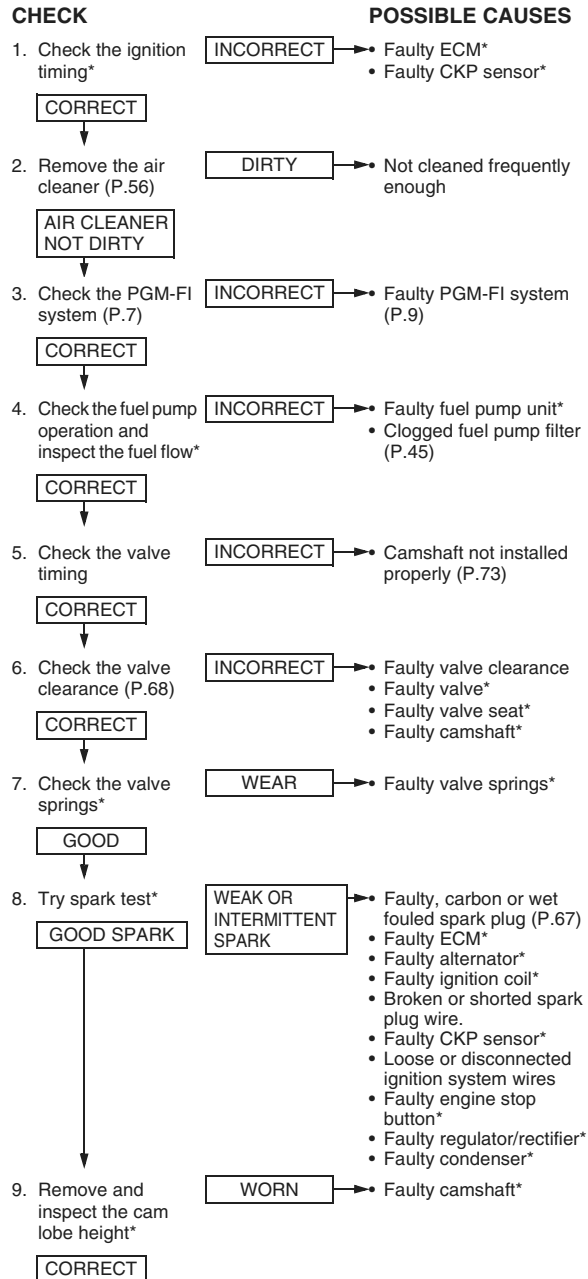 CHECK
POSSIBLE CAUSES
1. Check the ignition
timing*
INCORRECT
• Faulty ECM*
• Faulty CKP sensor*
CORRECT
2. Remove the air
cleaner (P.56)
DIRTY
• Not cleaned frequently
enough
AIR CLEANER
NOT DIRTY
3. Check the PGM-FI
system (P.7)
INCORRECT
• Faulty PGM-FI system
(P.9)
CORRECT
4. Check the fuel pump
operation and
inspect the fuel flow*
INCORRECT
• Faulty fuel pump unit*
• Clogged fuel pump filter
(P.45)
CORRECT
5. Check the valve
timing
INCORRECT
• Camshaft not installed
properly (P.73)
CORRECT
6. Check the valve
clearance (P.68)
INCORRECT
• Faulty valve clearance
• Faulty valve*
• Faulty valve seat*
• Faulty camshaft*
CORRECT
7. Check the valve
springs*
WEAR
• Faulty valve springs*
GOOD
8. Try spark test*
WEAK OR
INTERMITTENT
SPARK
• Faulty, carbon or wet
fouled spark plug (P.67)
• Faulty ECM*
• Faulty alternator*
• Faulty ignition coil*
• Broken or shorted spark
plug wire.
• Faulty CKP sensor*
• Loose or disconnected
ignition system wires
• Faulty engine stop
button*
• Faulty regulator/rectifier*
• Faulty condenser*
GOOD SPARK
9. Remove and
inspect the cam
lobe height*
WORN
• Faulty camshaft*
CORRECT